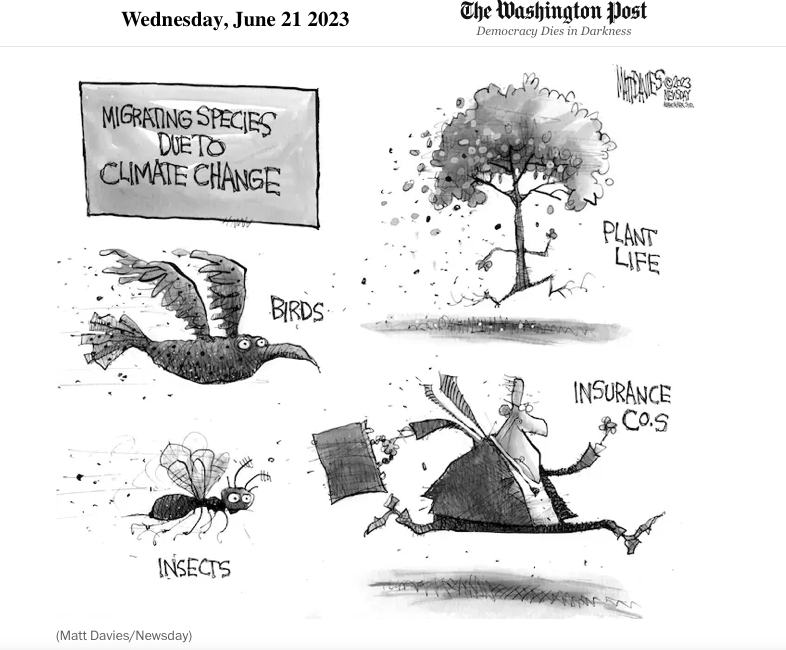 Wednesday, June 21 2023
The Washington Post
Democracy Dies in Darkness
MATT DAVIES ©2023
NEWSDAY
MIGRATING SPECIES
DUE TO
CLIMATE CHANGE
PLANT
LIFE
BIRDS
INSURANCE
CO.S
INSECTS
(Matt Davies/Newsday)